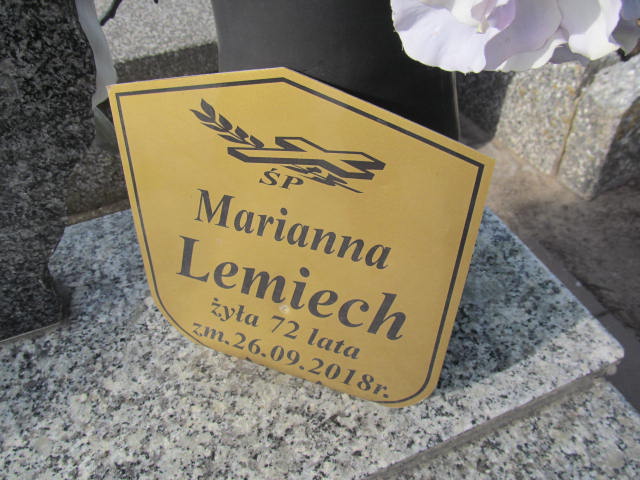 ŚP
Marianna
Lemiech
żyła 72 lata
zm.26.09.2018r.